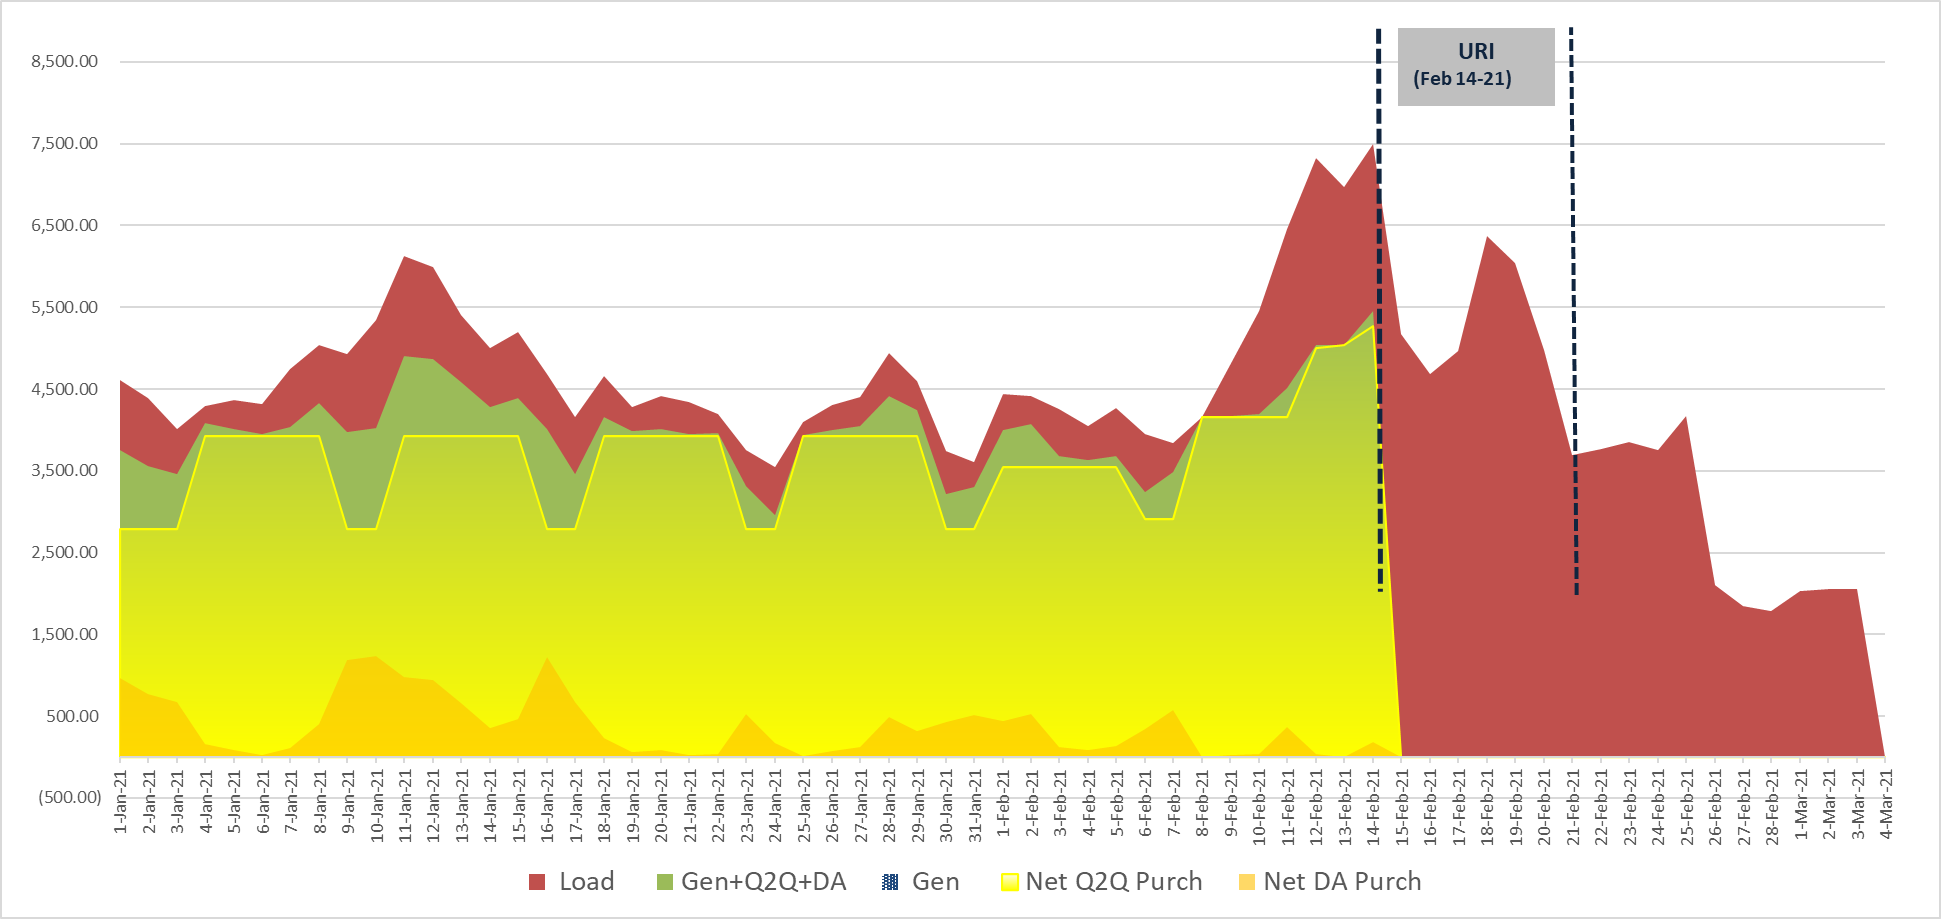 URI
(Feb 14-21)
8,500.00
7,500.00
6,500.00
5,500.00
4,500.00
3,500.00
2,500.00
1,500.00
500.00
(500.00)
1-Jan-21
2-Jan-21
3-Jan-21
4-Jan-21
5-Jan-21
6-Jan-21
7-Jan-21
8-Jan-21
9-Jan-21
10-Jan-21
11-Jan-21
12-Jan-21
13-Jan-21
14-Jan-21
15-Jan-21
16-Jan-21
17-Jan-21
18-Jan-21
19-Jan-21
20-Jan-21
21-Jan-21
22-Jan-21
23-Jan-21
24-Jan-21
25-Jan-21
26-Jan-21
27-Jan-21
28-Jan-21
29-Jan-21
30-Jan-21
31-Jan-21
1-Feb-21
2-Feb-21
3-Feb-21
4-Feb-21
5-Feb-21
6-Feb-21
7-Feb-21
8-Feb-21
9-Feb-21
10-Feb-21
11-Feb-21
12-Feb-21
13-Feb-21
14-Feb-21
15-Feb-21
16-Feb-21
17-Feb-21
18-Feb-21
19-Feb-21
20-Feb-21
21-Feb-21
22-Feb-21
23-Feb-21
24-Feb-21
25-Feb-21
26-Feb-21
27-Feb-21
28-Feb-21
1-Mar-21
2-Mar-21
3-Mar-21
4-Mar-21
Load Gen+Q2Q+DA Gen Net Q2Q Purch Net DA Purch